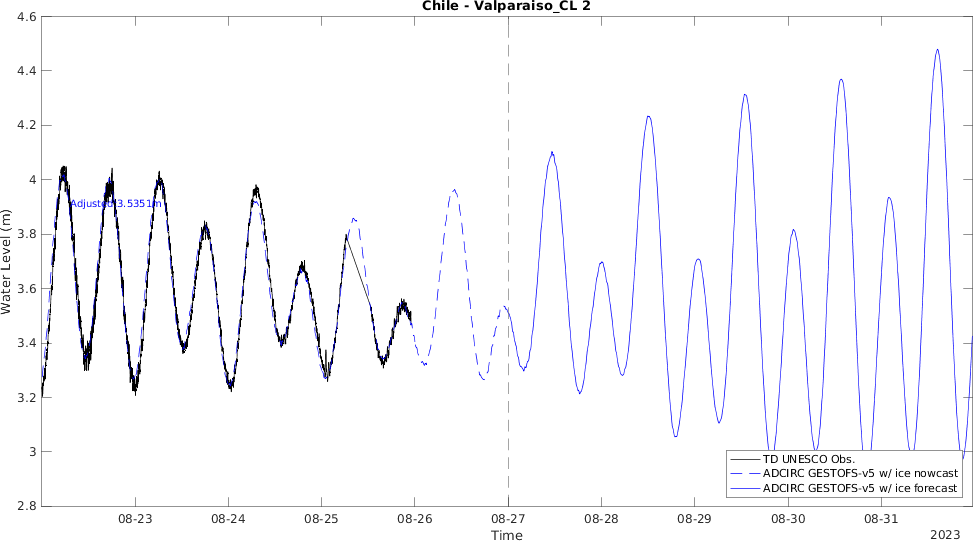 Chile - Valparaiso_CL 2
4.6
4.4
4.2
4
3.8
3.6
3.4
3.2
3
2.8
Water Level (m)
Adjusted 3.5351m
TD UNESCO Obs.
ADCIRC GESTOFS-v5 w/ ice nowcast
ADCIRC GESTOFS-v5 w/ ice forecast
08-23 08-24 08-25 08-26 08-27 08-28 08-29 08-30 08-31
Time
2023